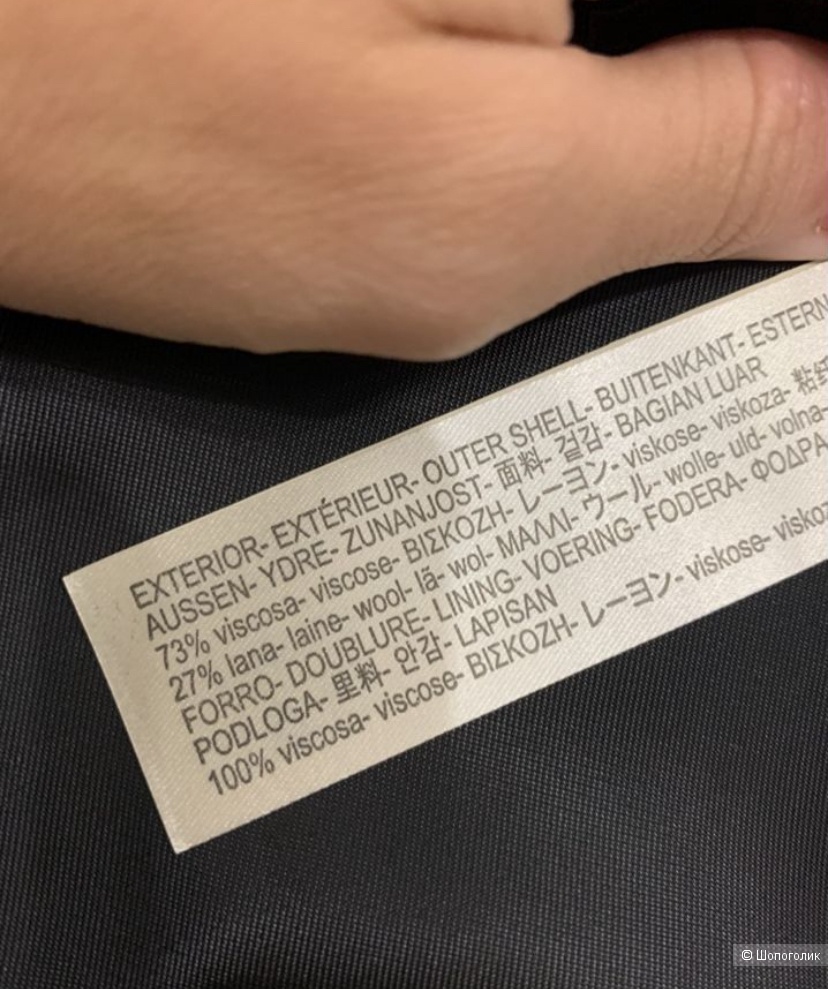 EXTERIOR- EXTÉRIEUR- OUTER SHELL- BUITENKANT- ESTERN
AUSSEN- YDRE- ZUNANJOST- 面料- 겉감- BAGIAN LUAR
73% viscosa- viscose- ΒΙΣΚΟΖΗ- レーヨン- viskose- viskoza- 粘纤
27% lana- laine- wool- lã- wol- ΜΑΛΛΙ- ウール- wolle- uld- volna-
FORRO- DOUBLURE- LINING- VOERING- FODERA- ΦΟΔΡΑ-
PODLOGA- 里料- 안감- LAPISAN
100% viscosa- viscose- ΒΙΣΚΟΖΗ- レーヨン- viskose- viskoz
© Шопоголик